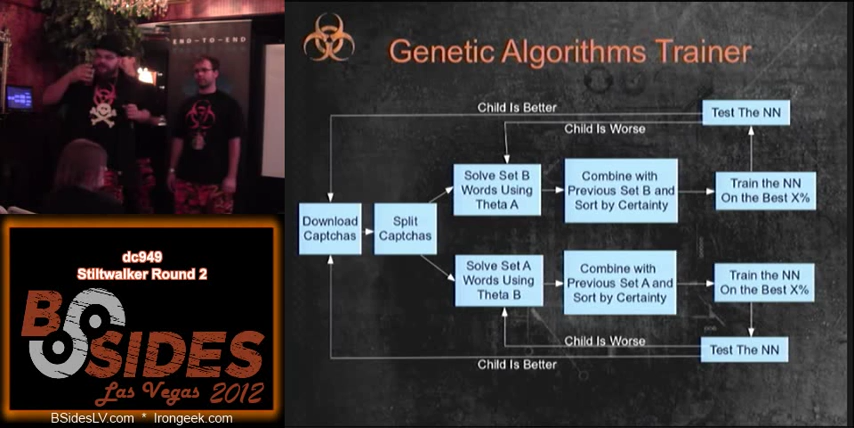 END-TO-END
dc949
Stiltwalker Round 2
BSIDES
Las Vegas 2012
BSidesLV.com * Irongeek.com
Genetic Algorithms Trainer
Child Is Better
Test The NN
Child Is Worse
Solve Set B
Words Using
Theta A
Combine with
Previous Set B and
Sort by Certainty
Train the NN
On the Best X%
Download
Captchas
Split
Captchas
Solve Set A
Words Using
Theta B
Combine with
Previous Set A and
Sort by Certainty
Train the NN
On the Best X%
Child Is Worse
Test The NN
Child Is Better